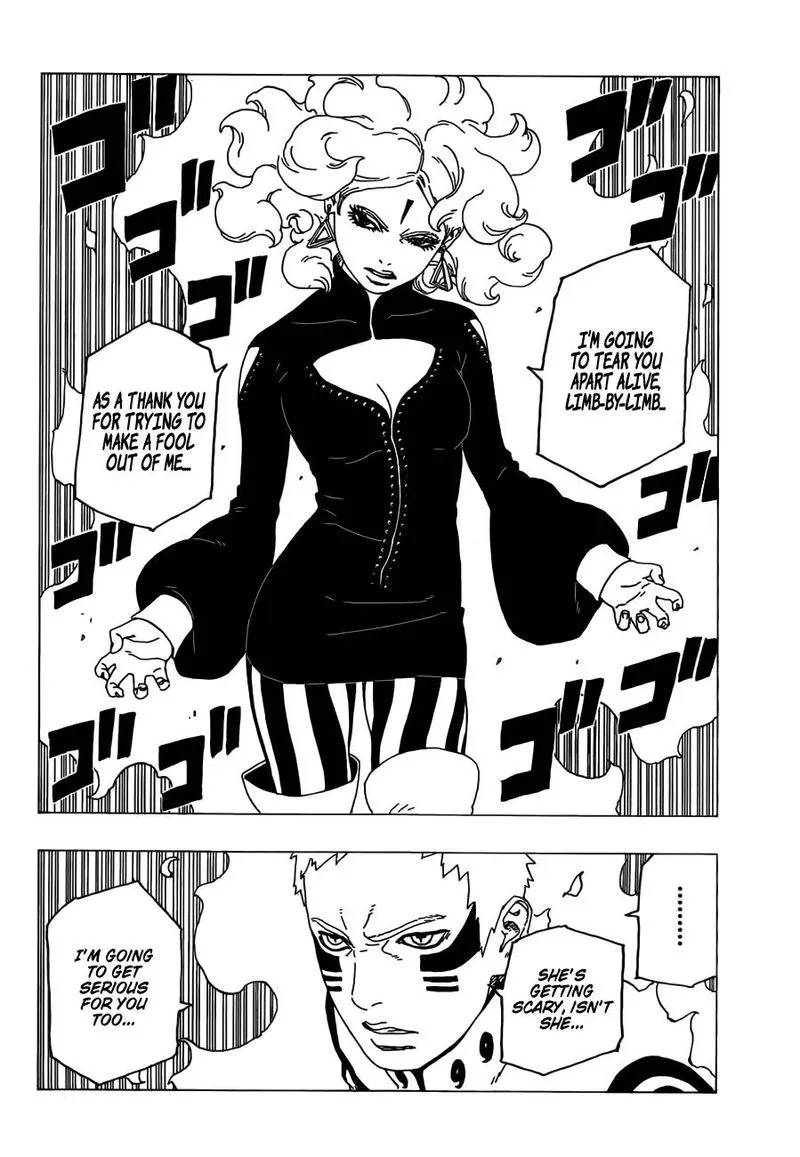 ゴゴゴゴゴゴゴゴゴゴゴ
I'M GOING
TO TEAR YOU
APART ALIVE,
LIMB-BY-LIMB...
AS A THANK YOU
FOR TRYING TO
MAKE A FOOL
OUT OF ME...
.........
SHE'S
GETTING
SCARY, ISN'T
SHE...
I'M GOING
TO GET
SERIOUS
FOR YOU
TOO...